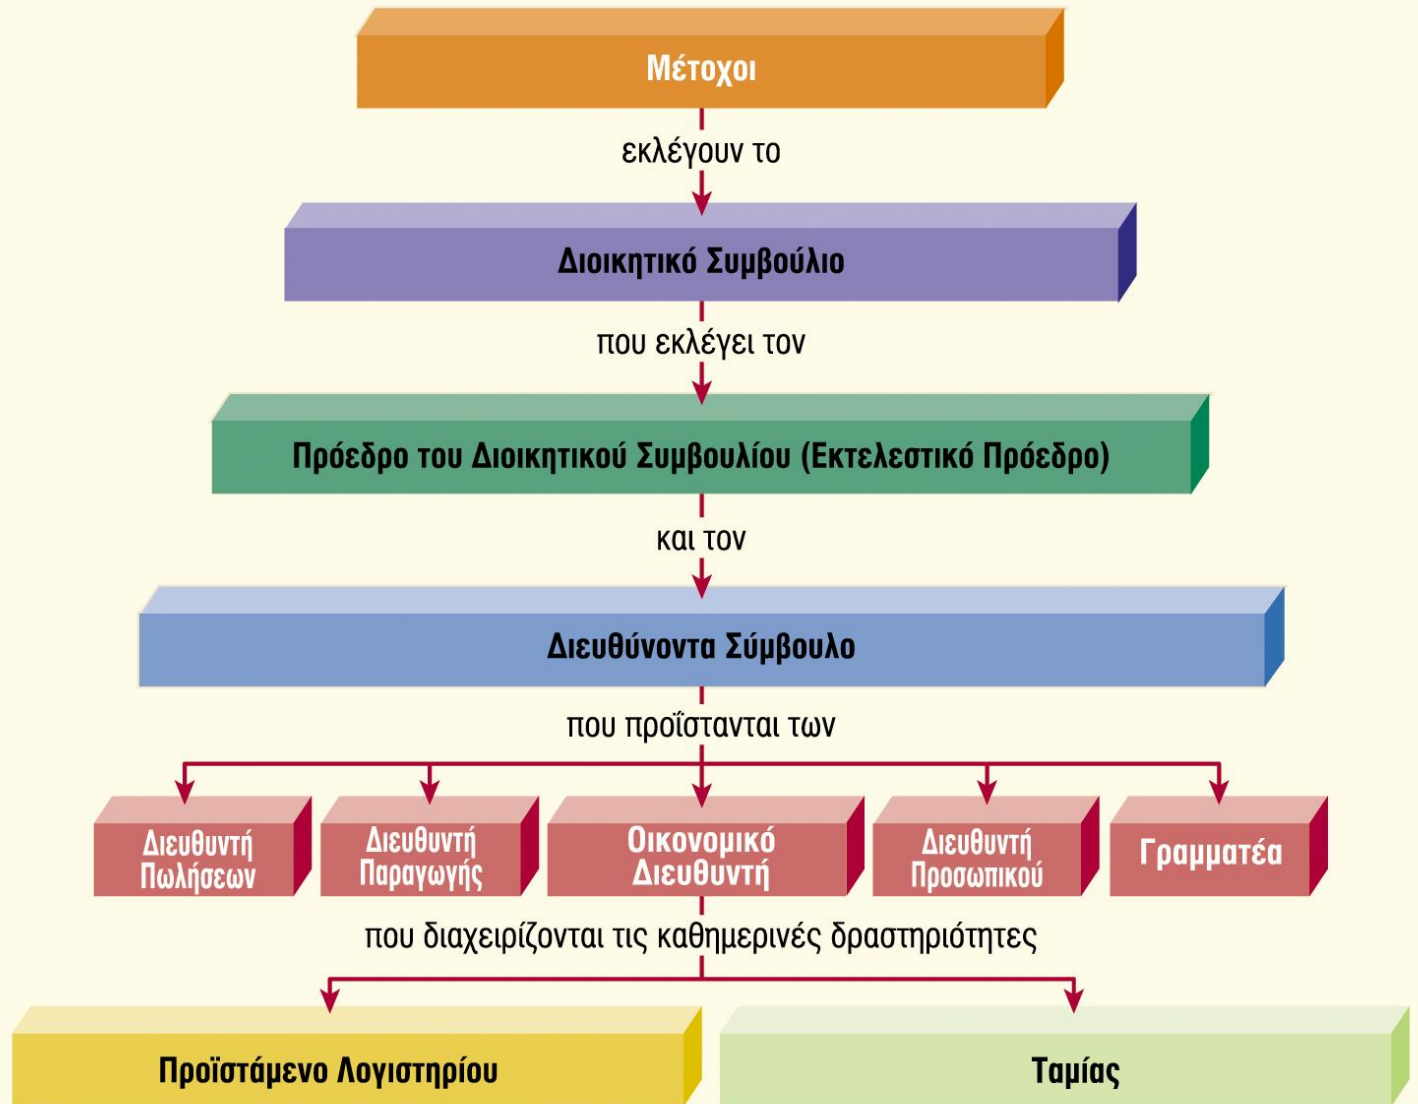 Μέτοχοι
εκλέγουν το
Διοικητικό Συμβούλιο
που εκλέγει τον
Πρόεδρο του Διοικητικού Συμβουλίου (Εκτελεστικό Πρόεδρο)
και τον
Διευθύνοντα Σύμβουλο
που προΐστανται των
Διευθυντή
Πωλήσεων
Διευθυντή
Παραγωγής
Οικονομικό
Διευθυντή
Διευθυντή
Προσωπικού
Γραμματέα
που διαχειρίζονται τις καθημερινές δραστηριότητες
Προϊστάμενο Λογιστηρίου
Ταμίας